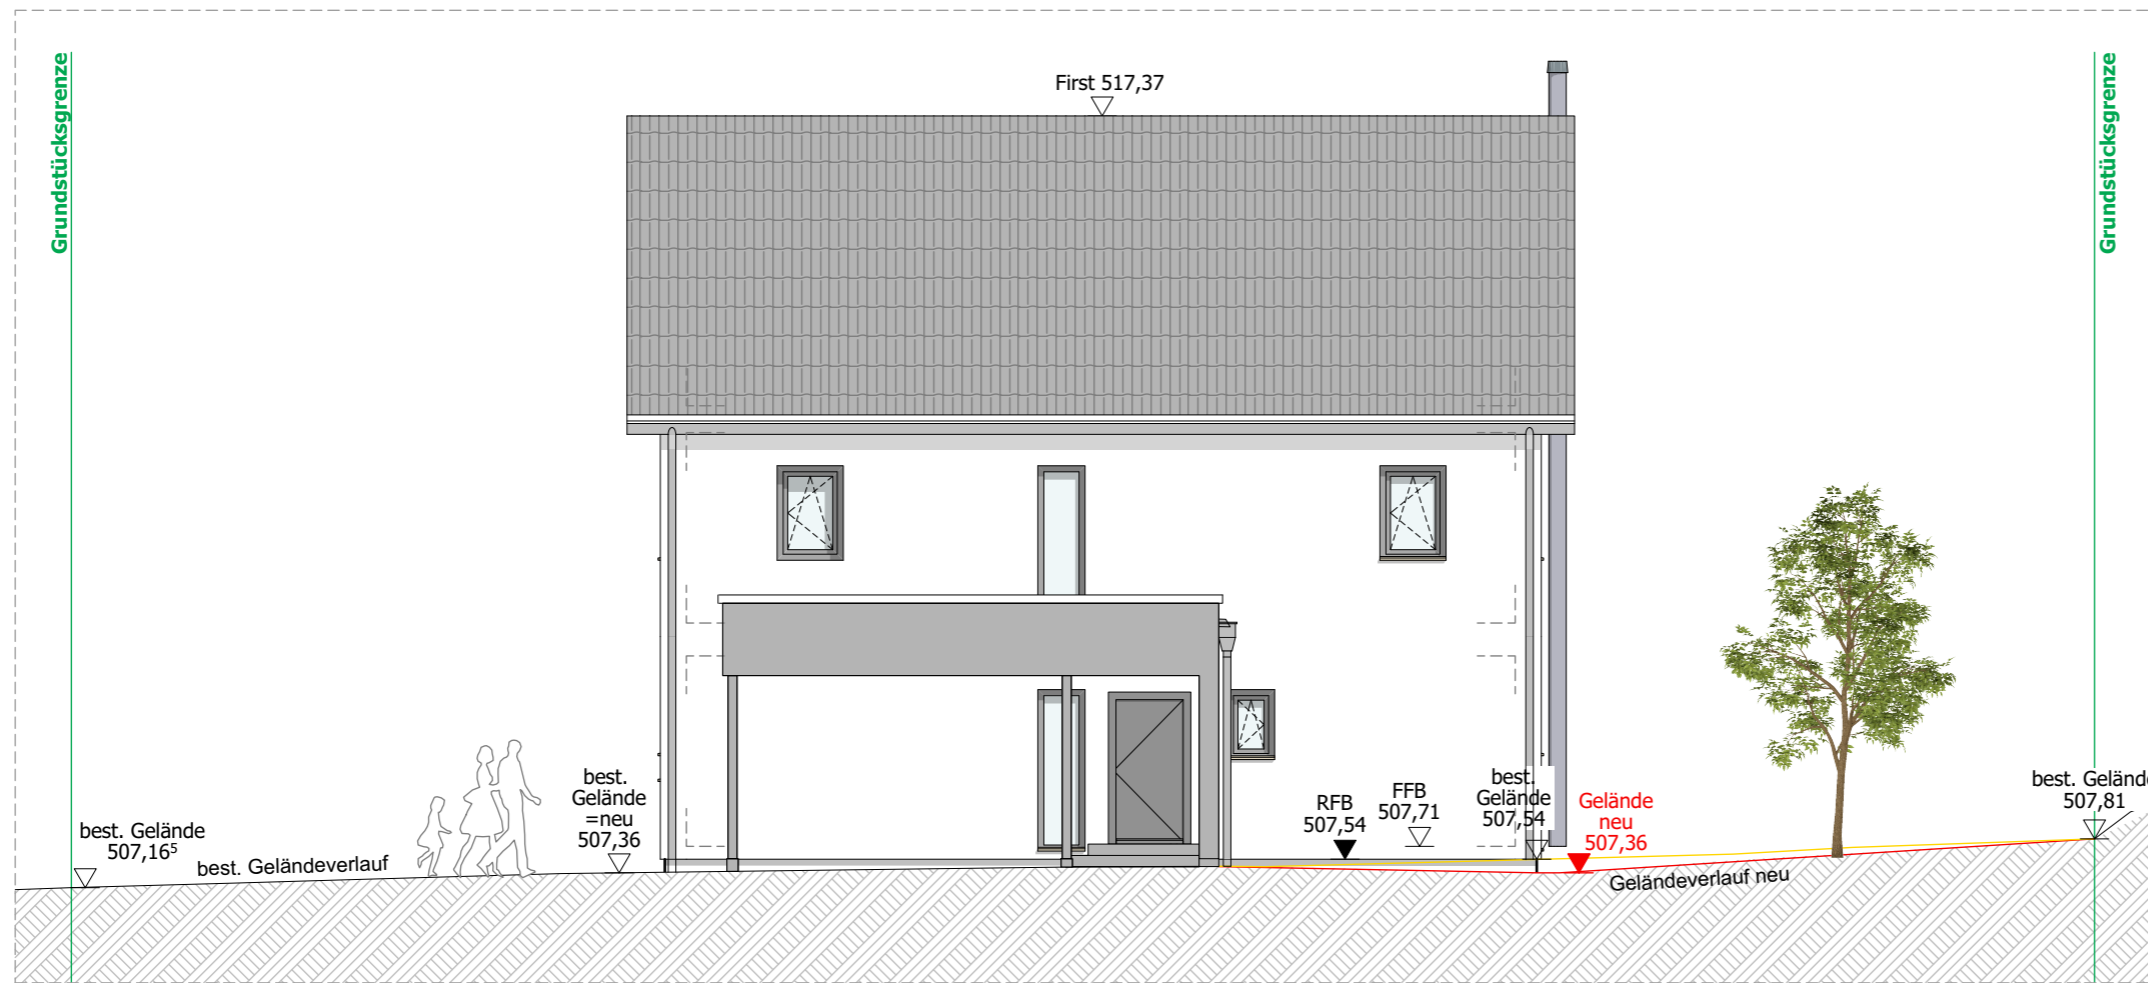 Grundstücksgrenze
First 517,37
Grundstücksgrenze
best. Gelände
507,16⁵
best. Geländeverlauf
best.
Gelände
=neu
507,36
RFB
507,54
FFB
507,71
best.
Gelände
507,54
Gelände
neu
507,36
Geländeverlauf neu
best. Gelände
507,81